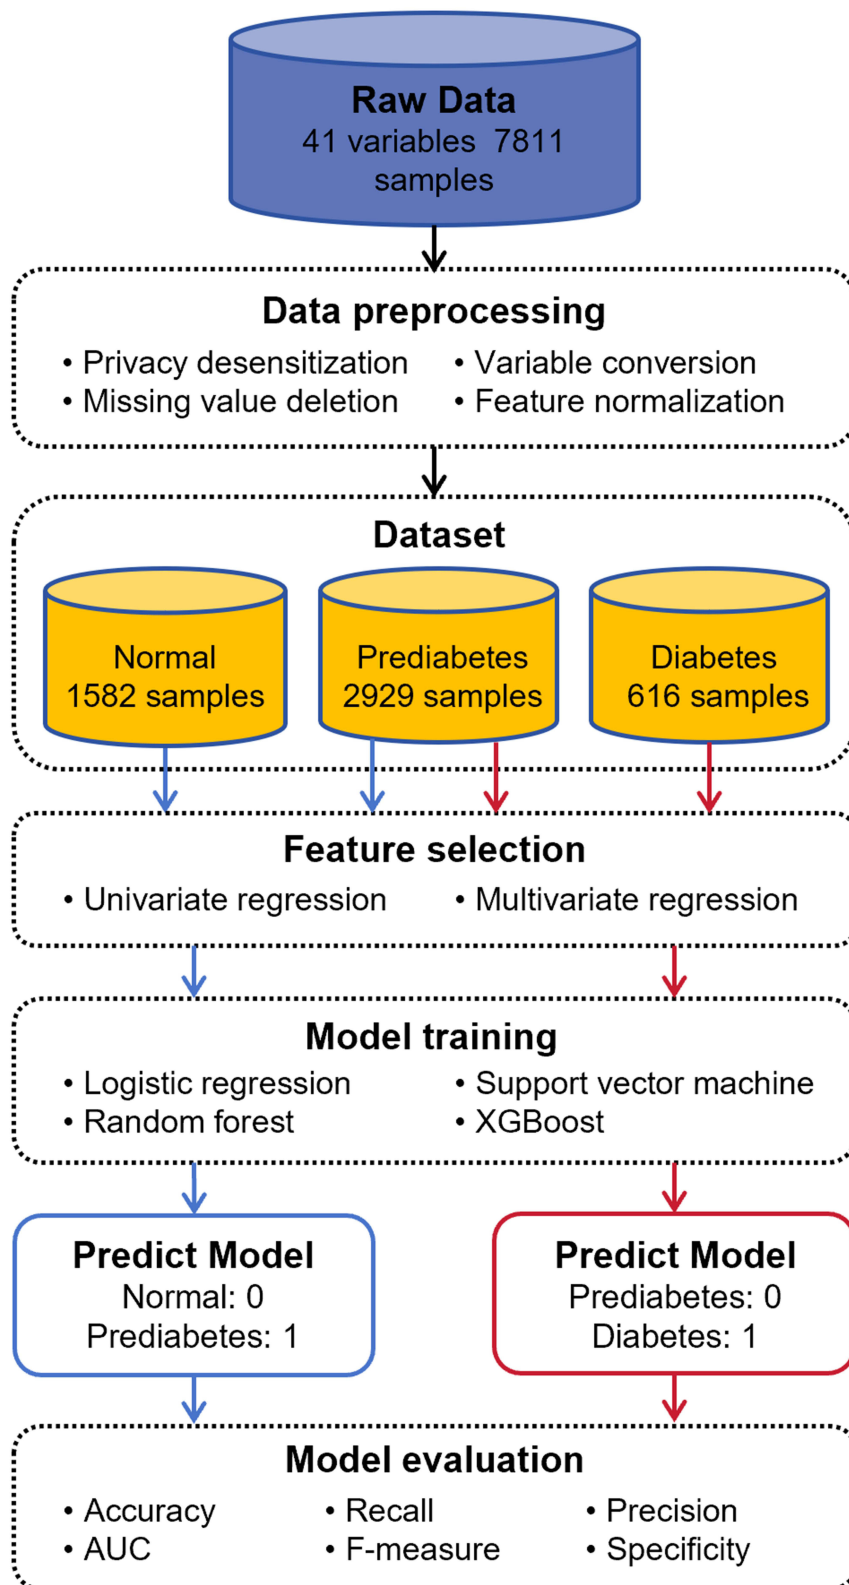 Raw Data
41 variables 7811
samples
Data preprocessing
• Privacy desensitization
• Variable conversion
• Missing value deletion
• Feature normalization
Dataset
Normal
1582 samples
Prediabetes
2929 samples
Diabetes
616 samples
Feature selection
• Univariate regression
• Multivariate regression
Model training
• Logistic regression
• Support vector machine
• Random forest
• XGBoost
Predict Model
Normal: 0
Prediabetes: 1
Predict Model
Prediabetes: 0
Diabetes: 1
Model evaluation
• Accuracy
• Recall
• Precision
• AUC
• F-measure
• Specificity